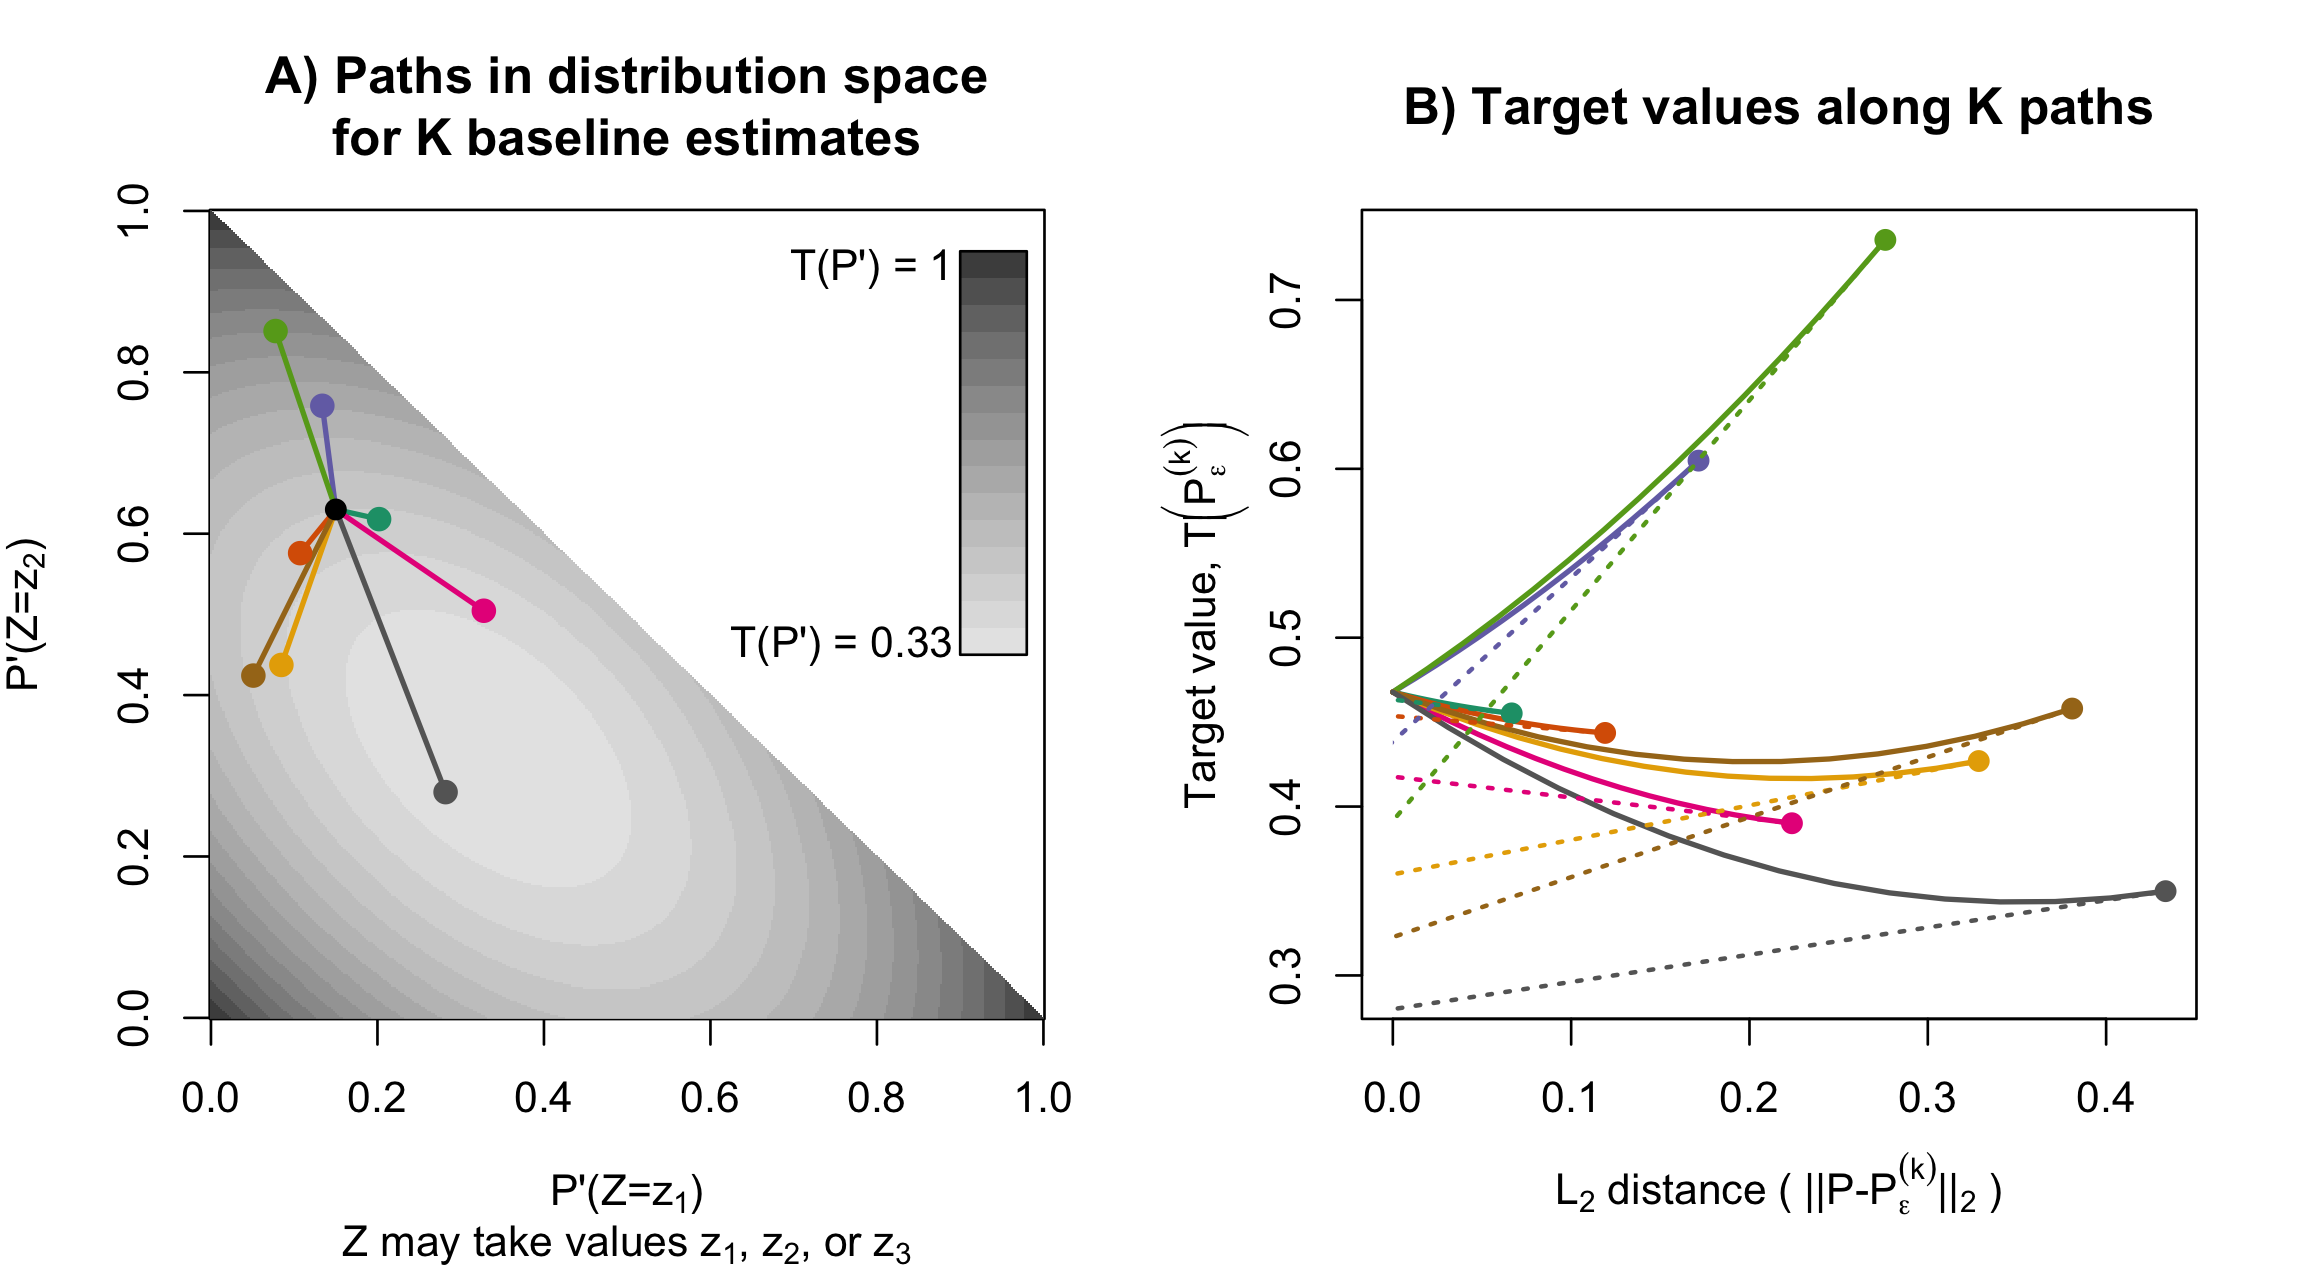 A) Paths in distribution space
for K baseline estimates
1.0
0.8
0.6
0.4
0.2
0.0
P'(Z=z₂)
T(P') = 1
T(P') = 0.33
0.0 0.2 0.4 0.6 0.8 1.0
P'(Z=z₁)
Z may take values z₁, z₂, or z₃
B) Target values along K paths
0.7
0.6
0.5
0.4
0.3
Target value, T(P_ε^(k))
0.0 0.1 0.2 0.3 0.4
L₂ distance ( ||P-P_ε^(k)||₂ )